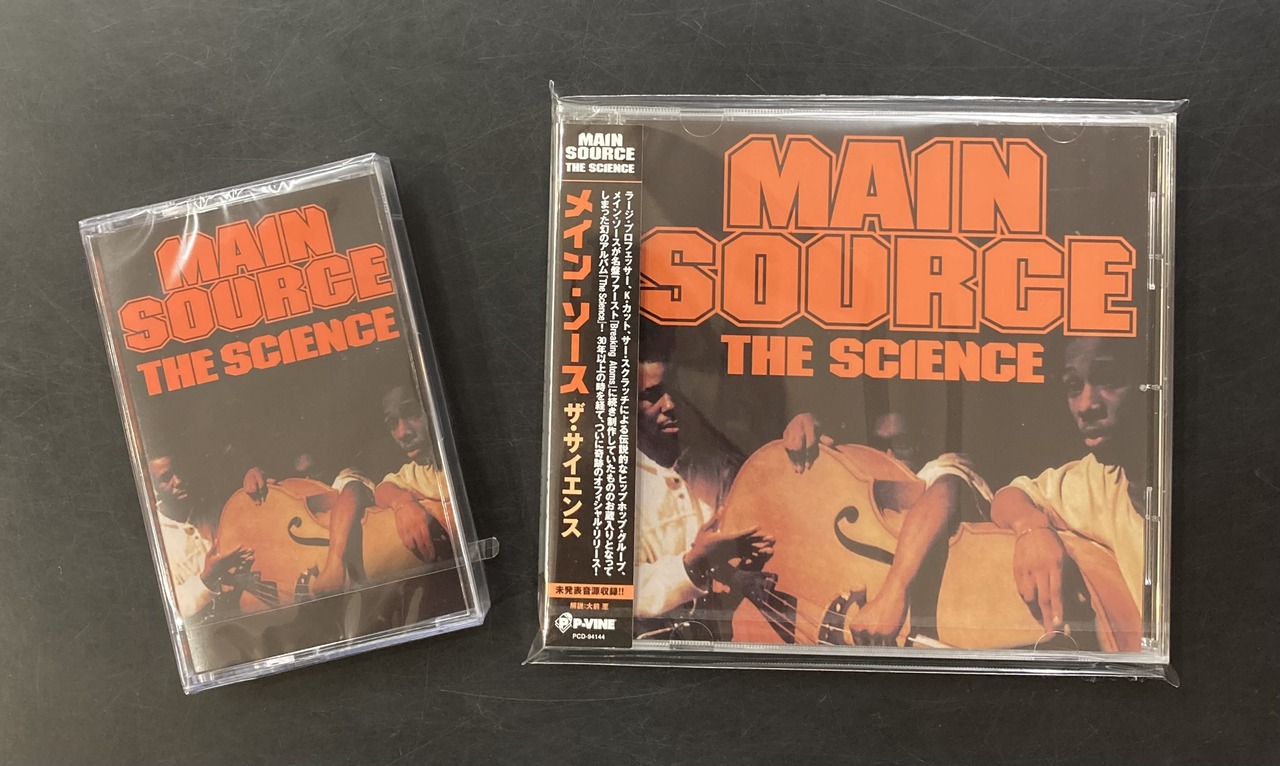 MAIN
SOURCE
THE SCIENCE
MAIN
SOURCE
THE SCIENCE
メイン・ソース ザ・サイエンス
ラージ・プロフェッサー、K・カット、サー・スクラッチによる伝説的なヒップホップ・グループ、
メイン・ソースが名盤ファースト『Breaking Atoms』に続き制作していたもののお蔵入りとなって
しまった幻のアルバム『The Science』! 30年以上の時を経て、ついに奇跡のオフィシャル・リリース!
未発表音源収録!!
解説:大前 至
P-VINE
PCD-94144
MAIN
SOURCE
THE SCIENCE